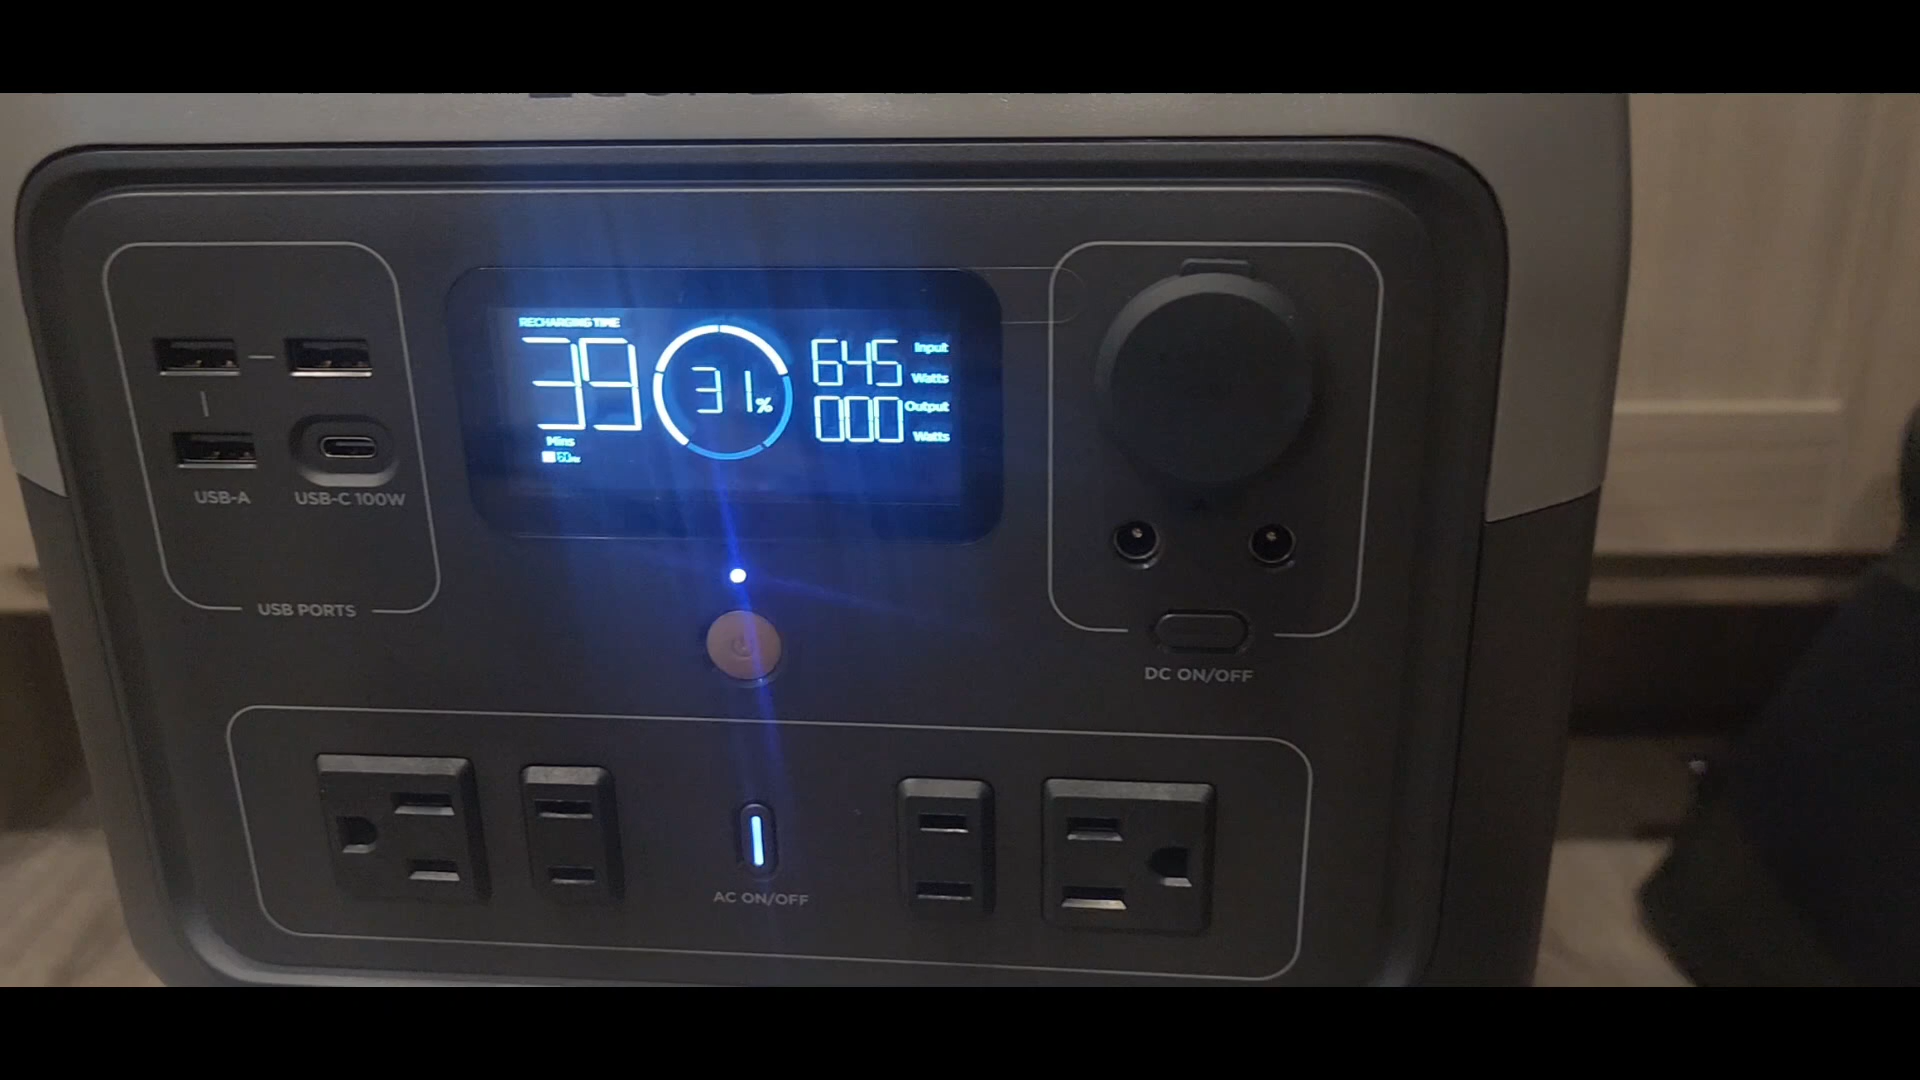 RECHARGING TIME
39
Mins
60Hz
31%
645 Input Watts
000 Output Watts
USB-A
USB-C 100W
USB PORTS
DC ON/OFF
AC ON/OFF